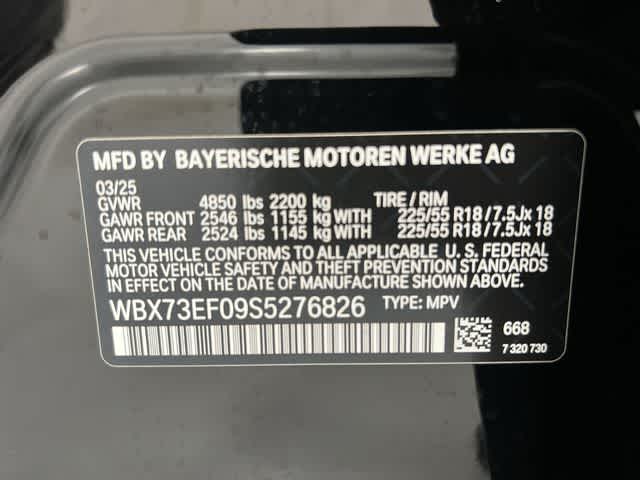 MFD BY BAYERISCHE MOTOREN WERKE AG
03/25
GVWR 4850 lbs 2200 kg TIRE / RIM
GAWR FRONT 2546 lbs 1155 kg WITH 225/55 R18 / 7.5Jx 18
GAWR REAR 2524 lbs 1145 kg WITH 225/55 R18 / 7.5Jx 18
THIS VEHICLE CONFORMS TO ALL APPLICABLE U. S. FEDERAL
MOTOR VEHICLE SAFETY AND THEFT PREVENTION STANDARDS
IN EFFECT ON THE DATE OF MANUFACTURE SHOWN ABOVE.
WBX73EF09S5276826 TYPE: MPV
668
7 320 730